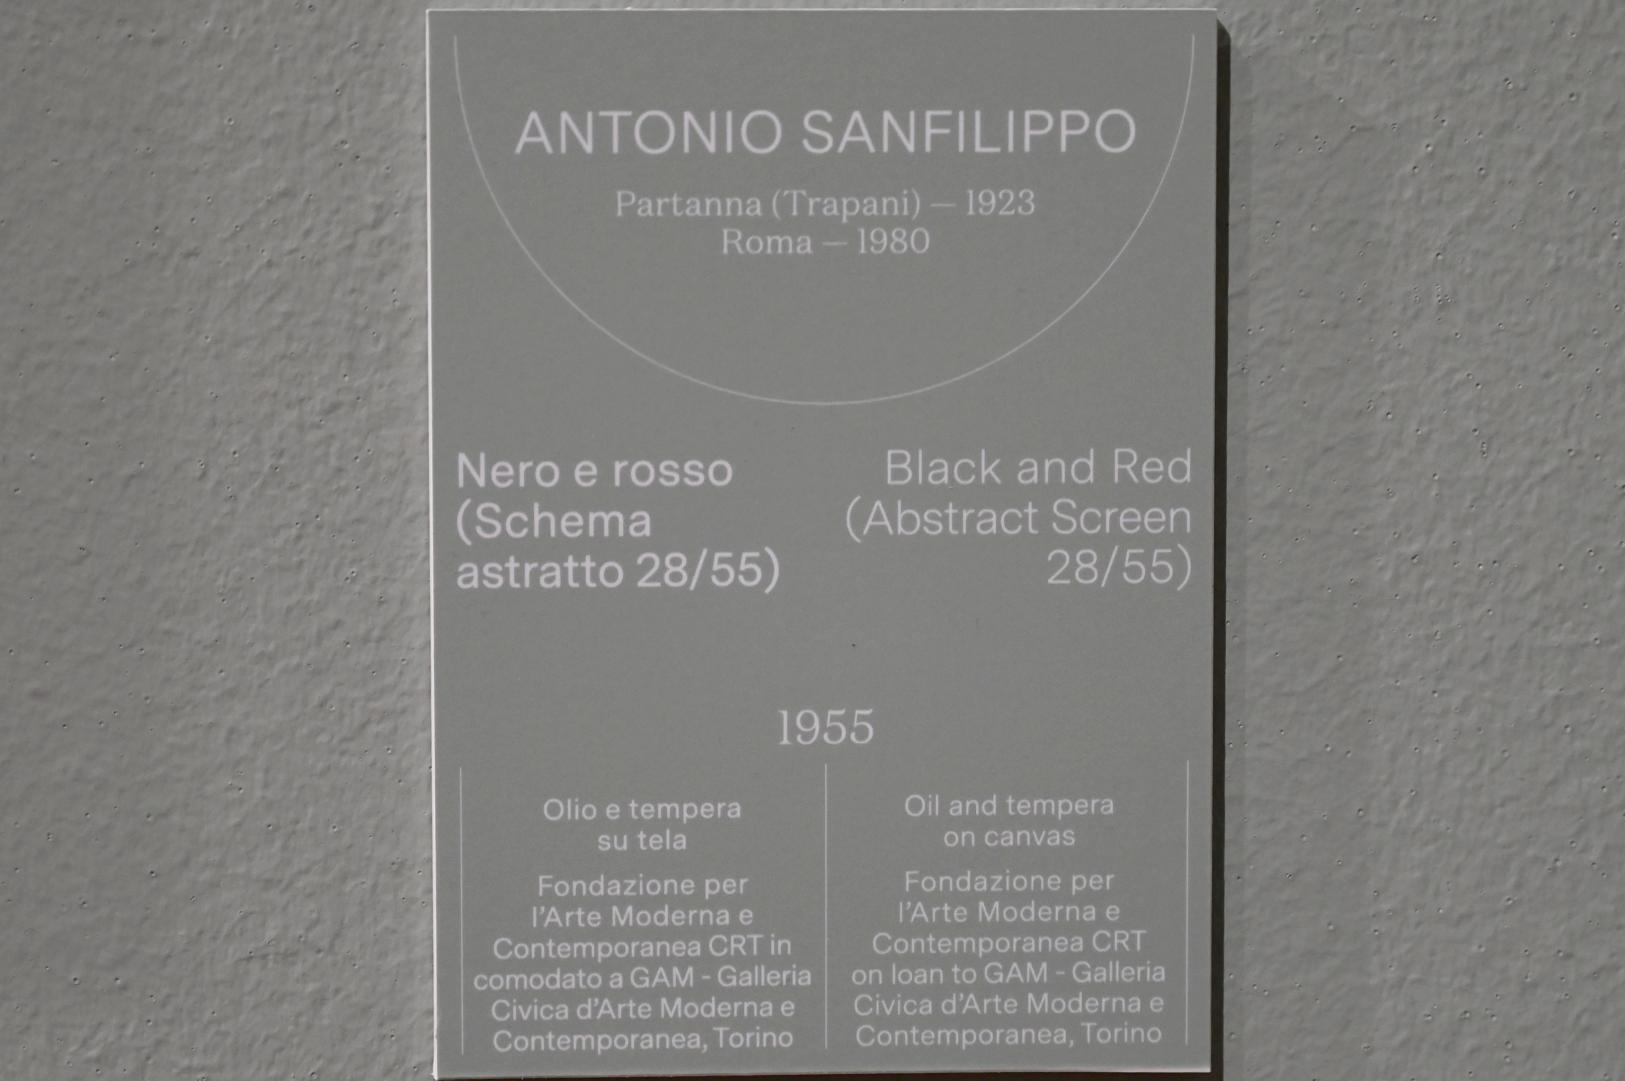 ANTONIO SANFILIPPO
Partanna (Trapani) — 1923
Roma — 1980
Nero e rosso
(Schema
astratto 28/55)
Black and Red
(Abstract Screen
28/55)
1955
Olio e tempera
su tela
Fondazione per
l'Arte Moderna e
Contemporanea CRT in
comodato a GAM - Galleria
Civica d'Arte Moderna e
Contemporanea, Torino
Oil and tempera
on canvas
Fondazione per
l'Arte Moderna e
Contemporanea CRT
on loan to GAM - Galleria
Civica d'Arte Moderna e
Contemporanea, Torino